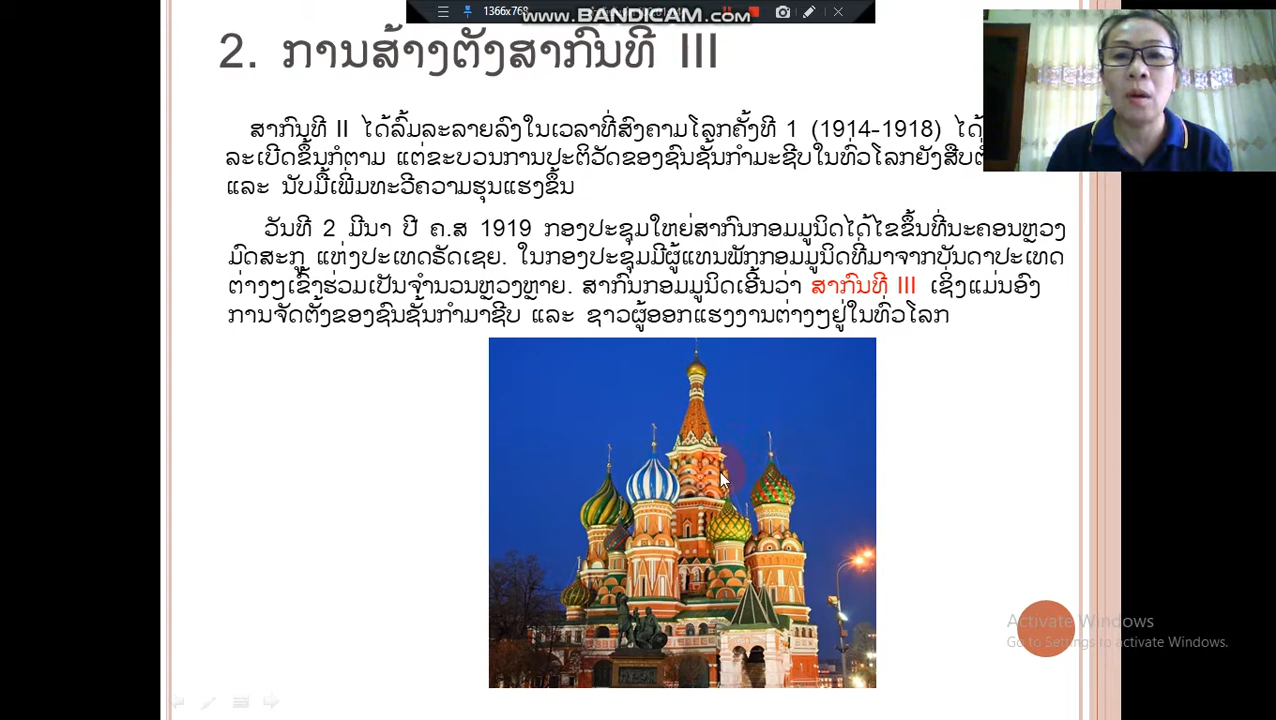 1366x768
www.BANDICAM.com
2. ການສ້າງຕັ້ງສາກົນທີ III
ສາກົນທີ II ໄດ້ລົ້ມລະລາຍລົງໃນເວລາທີ່ສົງຄາມໂລກຄັ້ງທີ 1 (1914-1918) ໄດ້
ລະເບີດຂຶ້ນກໍຕາມ ແຕ່ຂະບວນການປະຕິວັດຂອງຊົນຊັ້ນກຳມະຊີບໃນທົ່ວໂລກຍັງສືບ
ແລະ ນັບມື້ເພີ່ມທະວີຄວາມຮຸນແຮງຂຶ້ນ
ວັນທີ 2 ມີນາ ປີ ຄ.ສ 1919 ກອງປະຊຸມໃຫຍ່ສາກົນກອມມູນິດໄດ້ໄຂຂຶ້ນທີ່ນະຄອນຫຼວງ
ມົດສະກູ ແຫ່ງປະເທດຣັດເຊຍ. ໃນກອງປະຊຸມມີຜູ້ແທນພັກກອມມູນິດທີ່ມາຈາກບັນດາປະເທດ
ຕ່າງໆເຂົ້າຮ່ວມເປັນຈຳນວນຫຼວງຫຼາຍ. ສາກົນກອມມູນິດເອີ້ນວ່າ ສາກົນທີ III ເຊິ່ງແມ່ນອົງ
ການຈັດຕັ້ງຂອງຊົນຊັ້ນກຳມາຊີບ ແລະ ຊາວຜູ້ອອກແຮງງານຕ່າງໆຢູ່ໃນທົ່ວໂລກ
Activate Windows
Go to Settings to activate Windows.